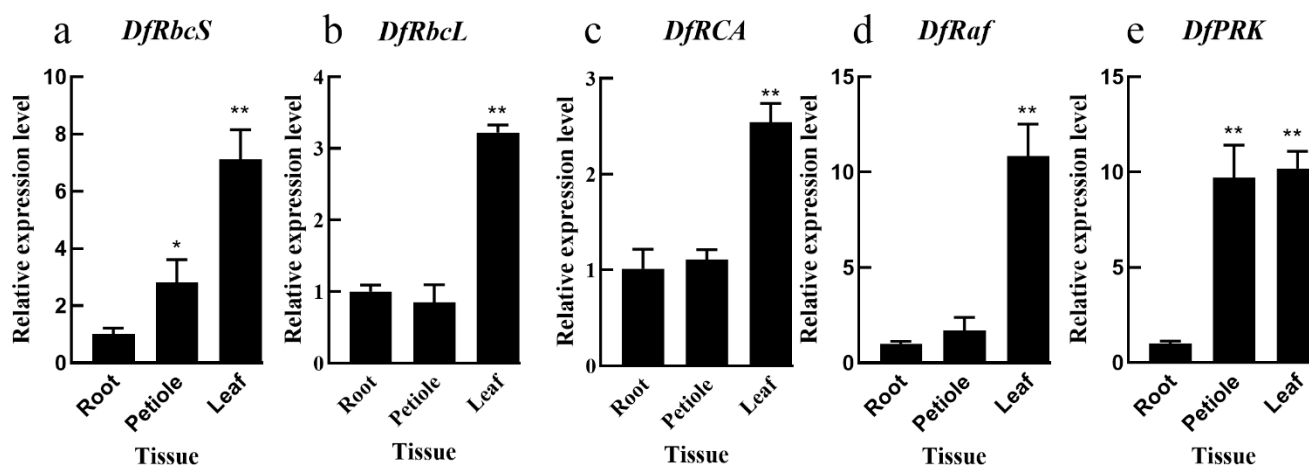 a DfRbcS
Relative expression level
10
8
6
4
2
0
*
**
Root Petiole Leaf
Tissue
b DfRbcL
Relative expression level
4
3
2
1
0
**
Root Petiole Leaf
Tissue
c DfRCA
Relative expression level
3
2
1
0
**
Root Petiole Leaf
Tissue
d DfRaf
Relative expression level
15
10
5
0
**
Root Petiole Leaf
Tissue
e DfPRK
Relative expression level
15
10
5
0
**
**
Root Petiole Leaf
Tissue